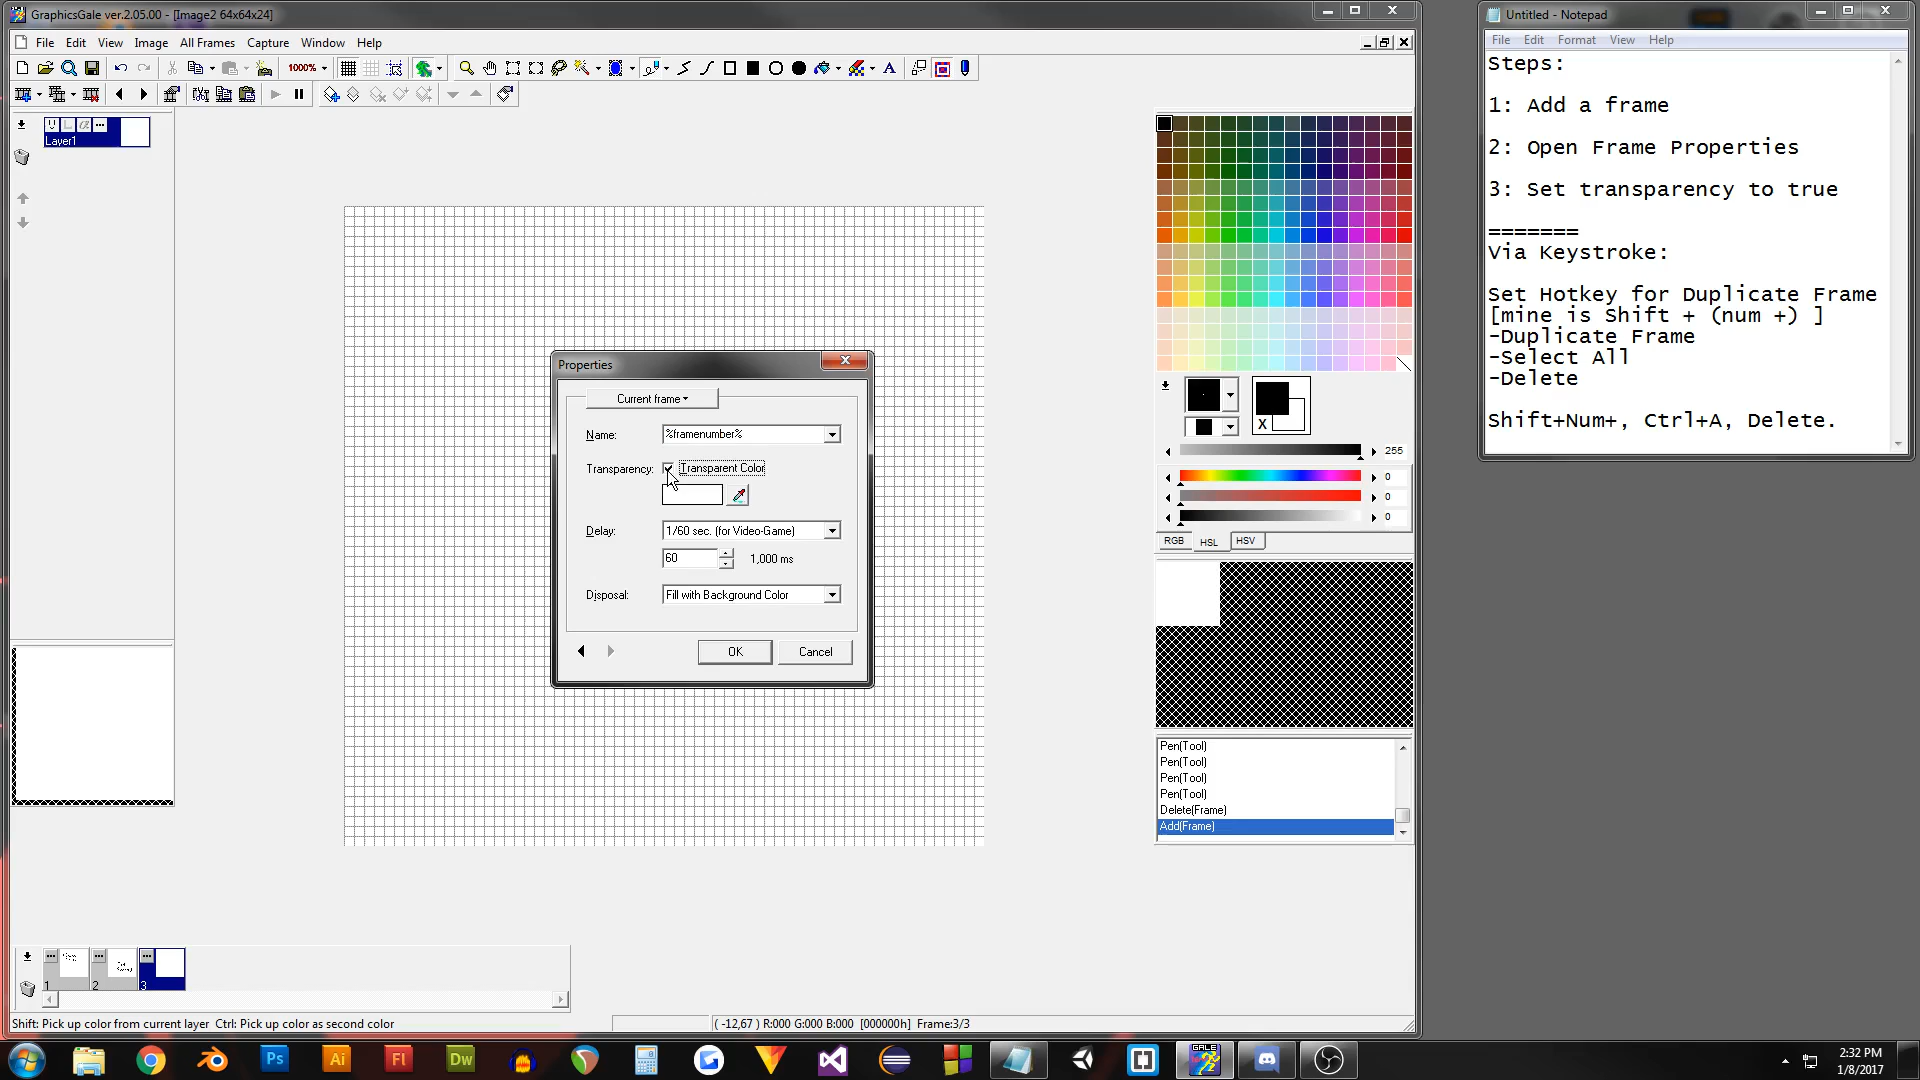 GraphicsGale ver.2.05.00 - [Image2 64x64x24]
File Edit View Image All Frames Capture Window Help
1000%
A
Layer1
Properties
Current frame
Name: %framenumber%
Transparency: Transparent Color
Delay: 1/60 sec. (for Video-Game)
60 1,000 ms
Disposal: Fill with Background Color
OK Cancel
X
255
0
0
0
RGB HSL HSV
Pen(Tool)
Pen(Tool)
Pen(Tool)
Pen(Tool)
Delete(Frame)
Add(Frame)
1 2 3
Shift: Pick up color from current layer Ctrl: Pick up color as second color
( -12,67 ) R:000 G:000 B:000 [000000h] Frame:3/3
Untitled - Notepad
File Edit Format View Help
Steps:
1: Add a frame
2: Open Frame Properties
3: Set transparency to true
=======
Via Keystroke:
Set Hotkey for Duplicate Frame
[mine is Shift + (num +) ]
-Duplicate Frame
-Select All
-Delete
Shift+Num+, Ctrl+A, Delete.
Ps Ai Fl Dw
GALE
2:32 PM
1/8/2017